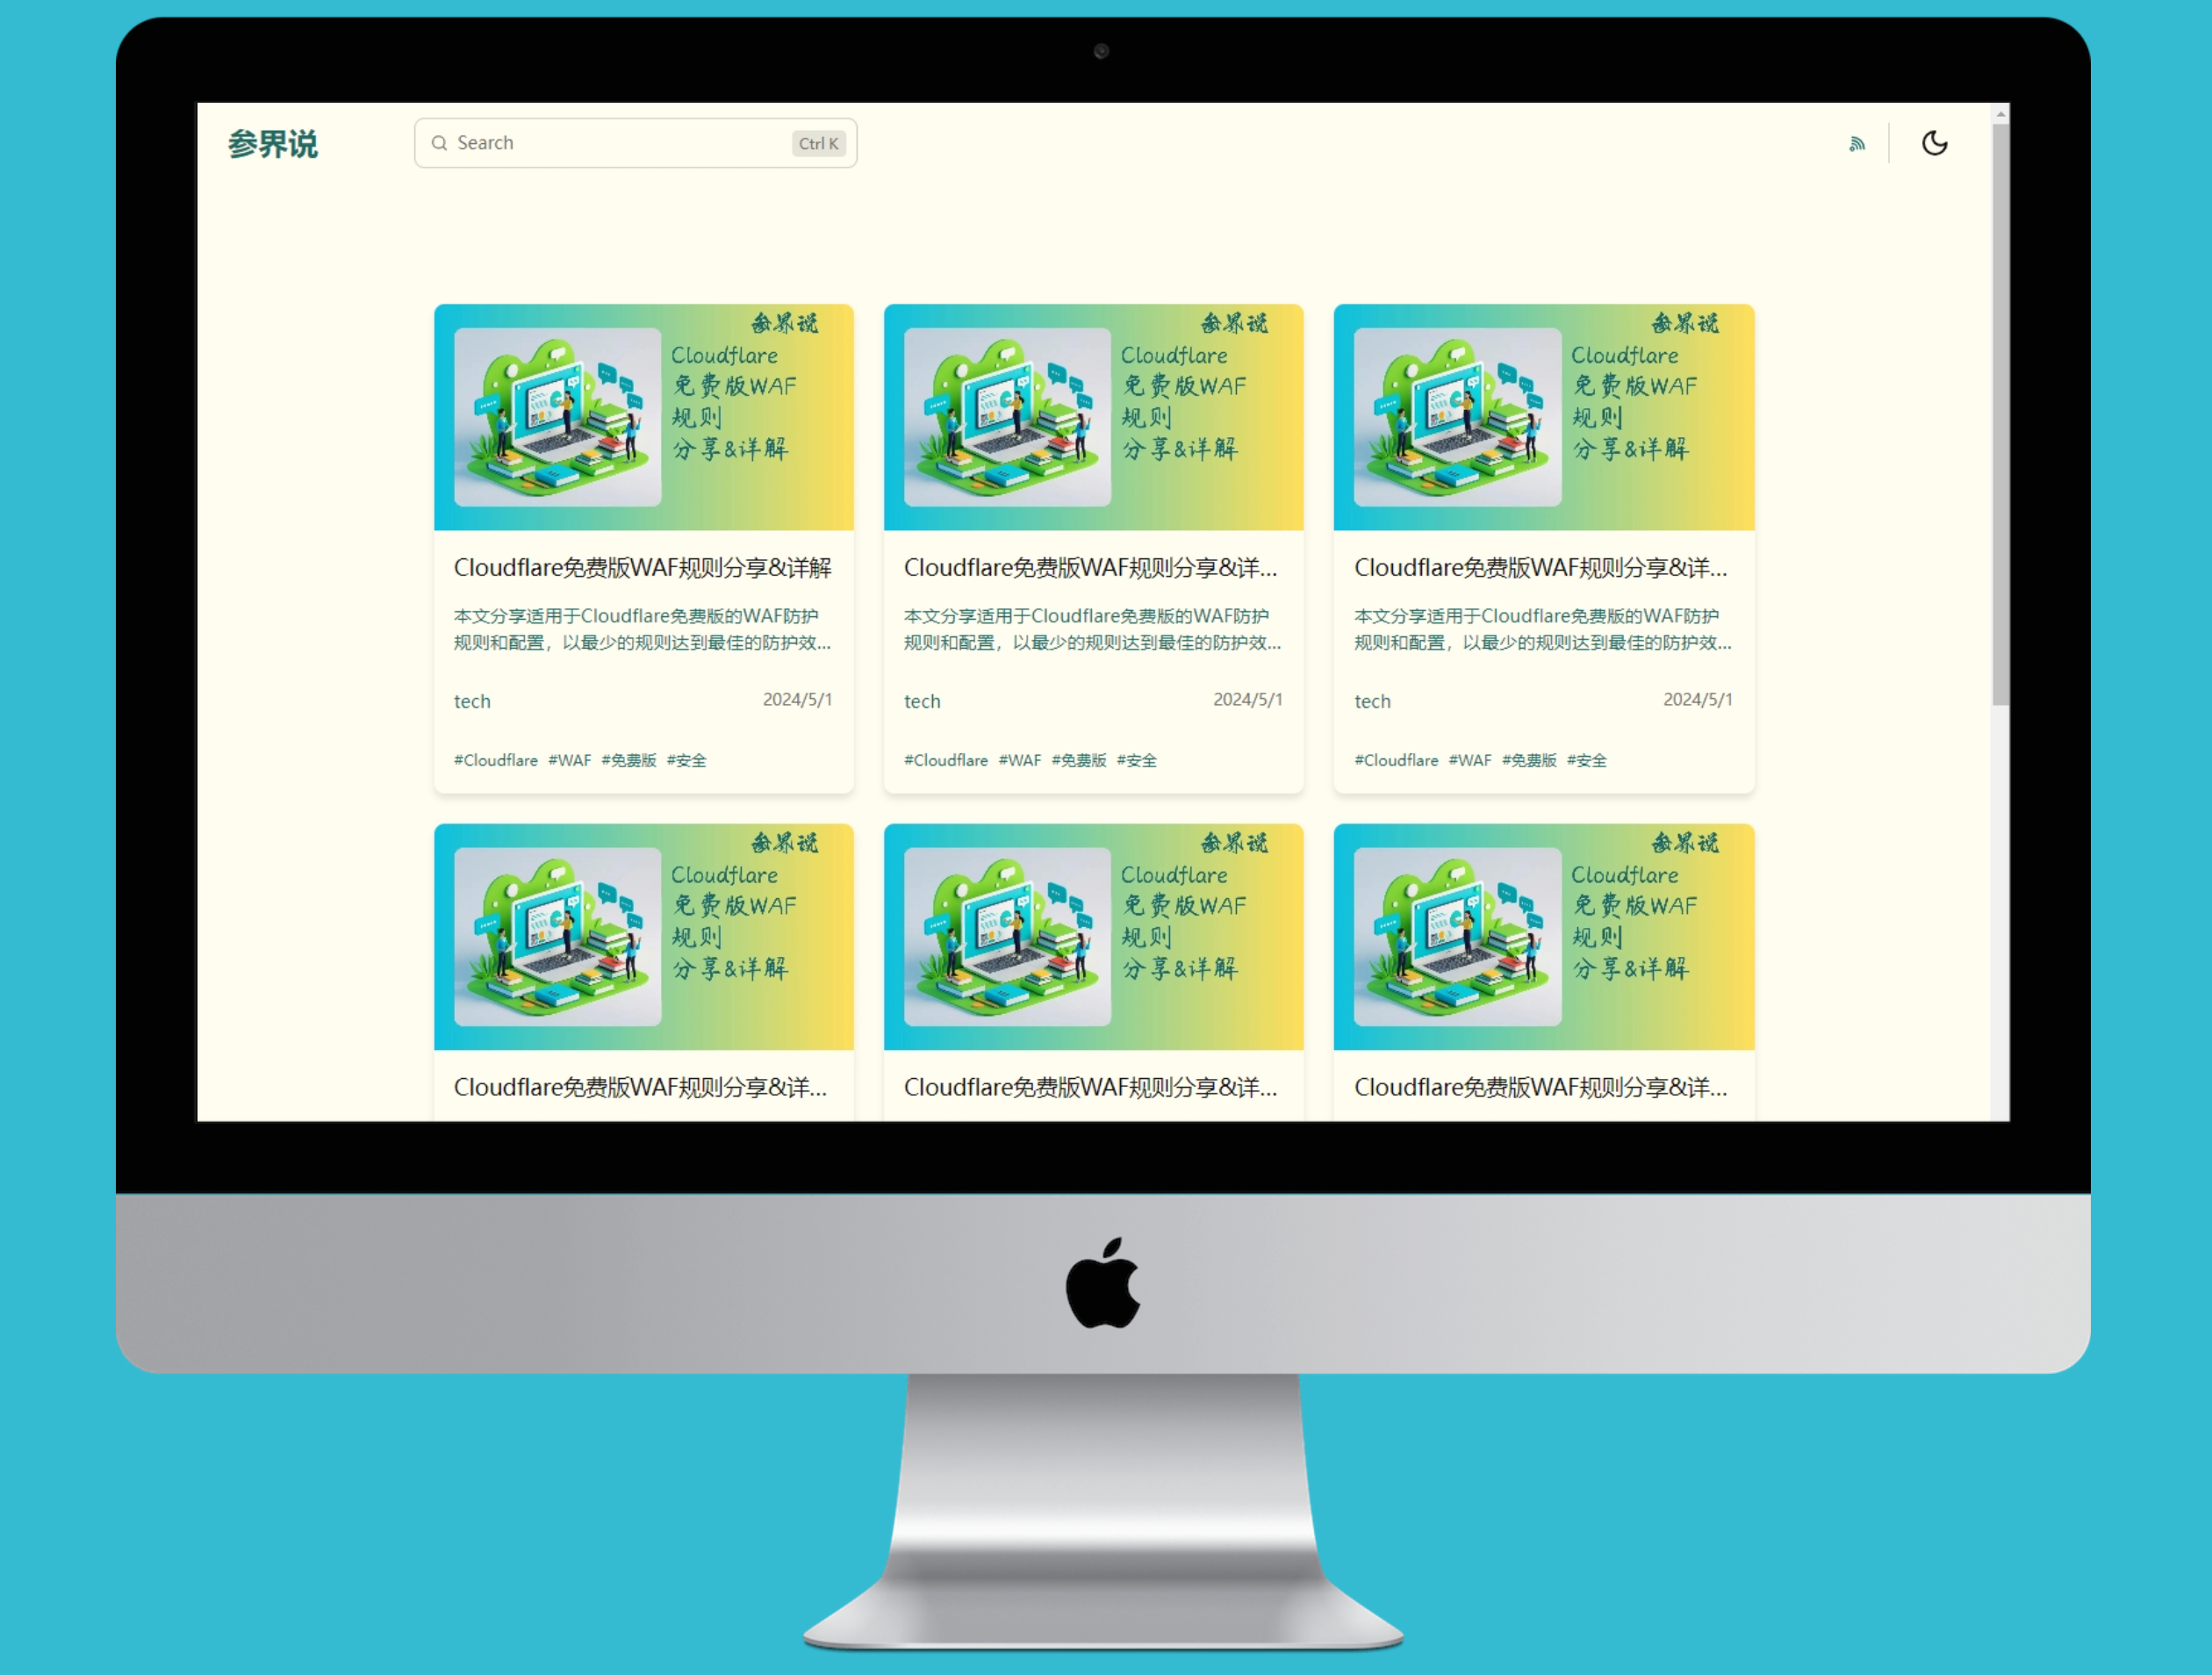 参界说
Search
Ctrl K
参界说
Cloudflare
免费版WAF
规则
分享&详解
Cloudflare免费版WAF规则分享&详解
本文分享适用于Cloudflare免费版的WAF防护
规则和配置，以最少的规则达到最佳的防护效...
tech
2024/5/1
#Cloudflare #WAF #免费版 #安全
参界说
Cloudflare
免费版WAF
规则
分享&详解
Cloudflare免费版WAF规则分享&详...
本文分享适用于Cloudflare免费版的WAF防护
规则和配置，以最少的规则达到最佳的防护效...
tech
2024/5/1
#Cloudflare #WAF #免费版 #安全
参界说
Cloudflare
免费版WAF
规则
分享&详解
Cloudflare免费版WAF规则分享&详...
本文分享适用于Cloudflare免费版的WAF防护
规则和配置，以最少的规则达到最佳的防护效...
tech
2024/5/1
#Cloudflare #WAF #免费版 #安全
参界说
Cloudflare
免费版WAF
规则
分享&详解
Cloudflare免费版WAF规则分享&详...
参界说
Cloudflare
免费版WAF
规则
分享&详解
Cloudflare免费版WAF规则分享&详...
参界说
Cloudflare
免费版WAF
规则
分享&详解
Cloudflare免费版WAF规则分享&详...